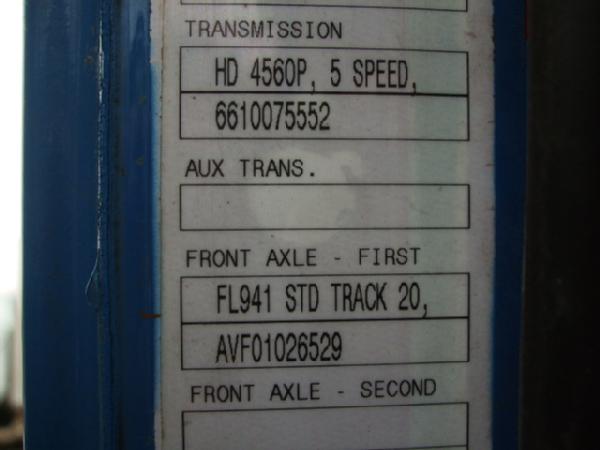 TRANSMISSION
HD 4560P, 5 SPEED,
6610075552
AUX TRANS.
FRONT AXLE - FIRST
FL941 STD TRACK 20,
AVF01026529
FRONT AXLE - SECOND